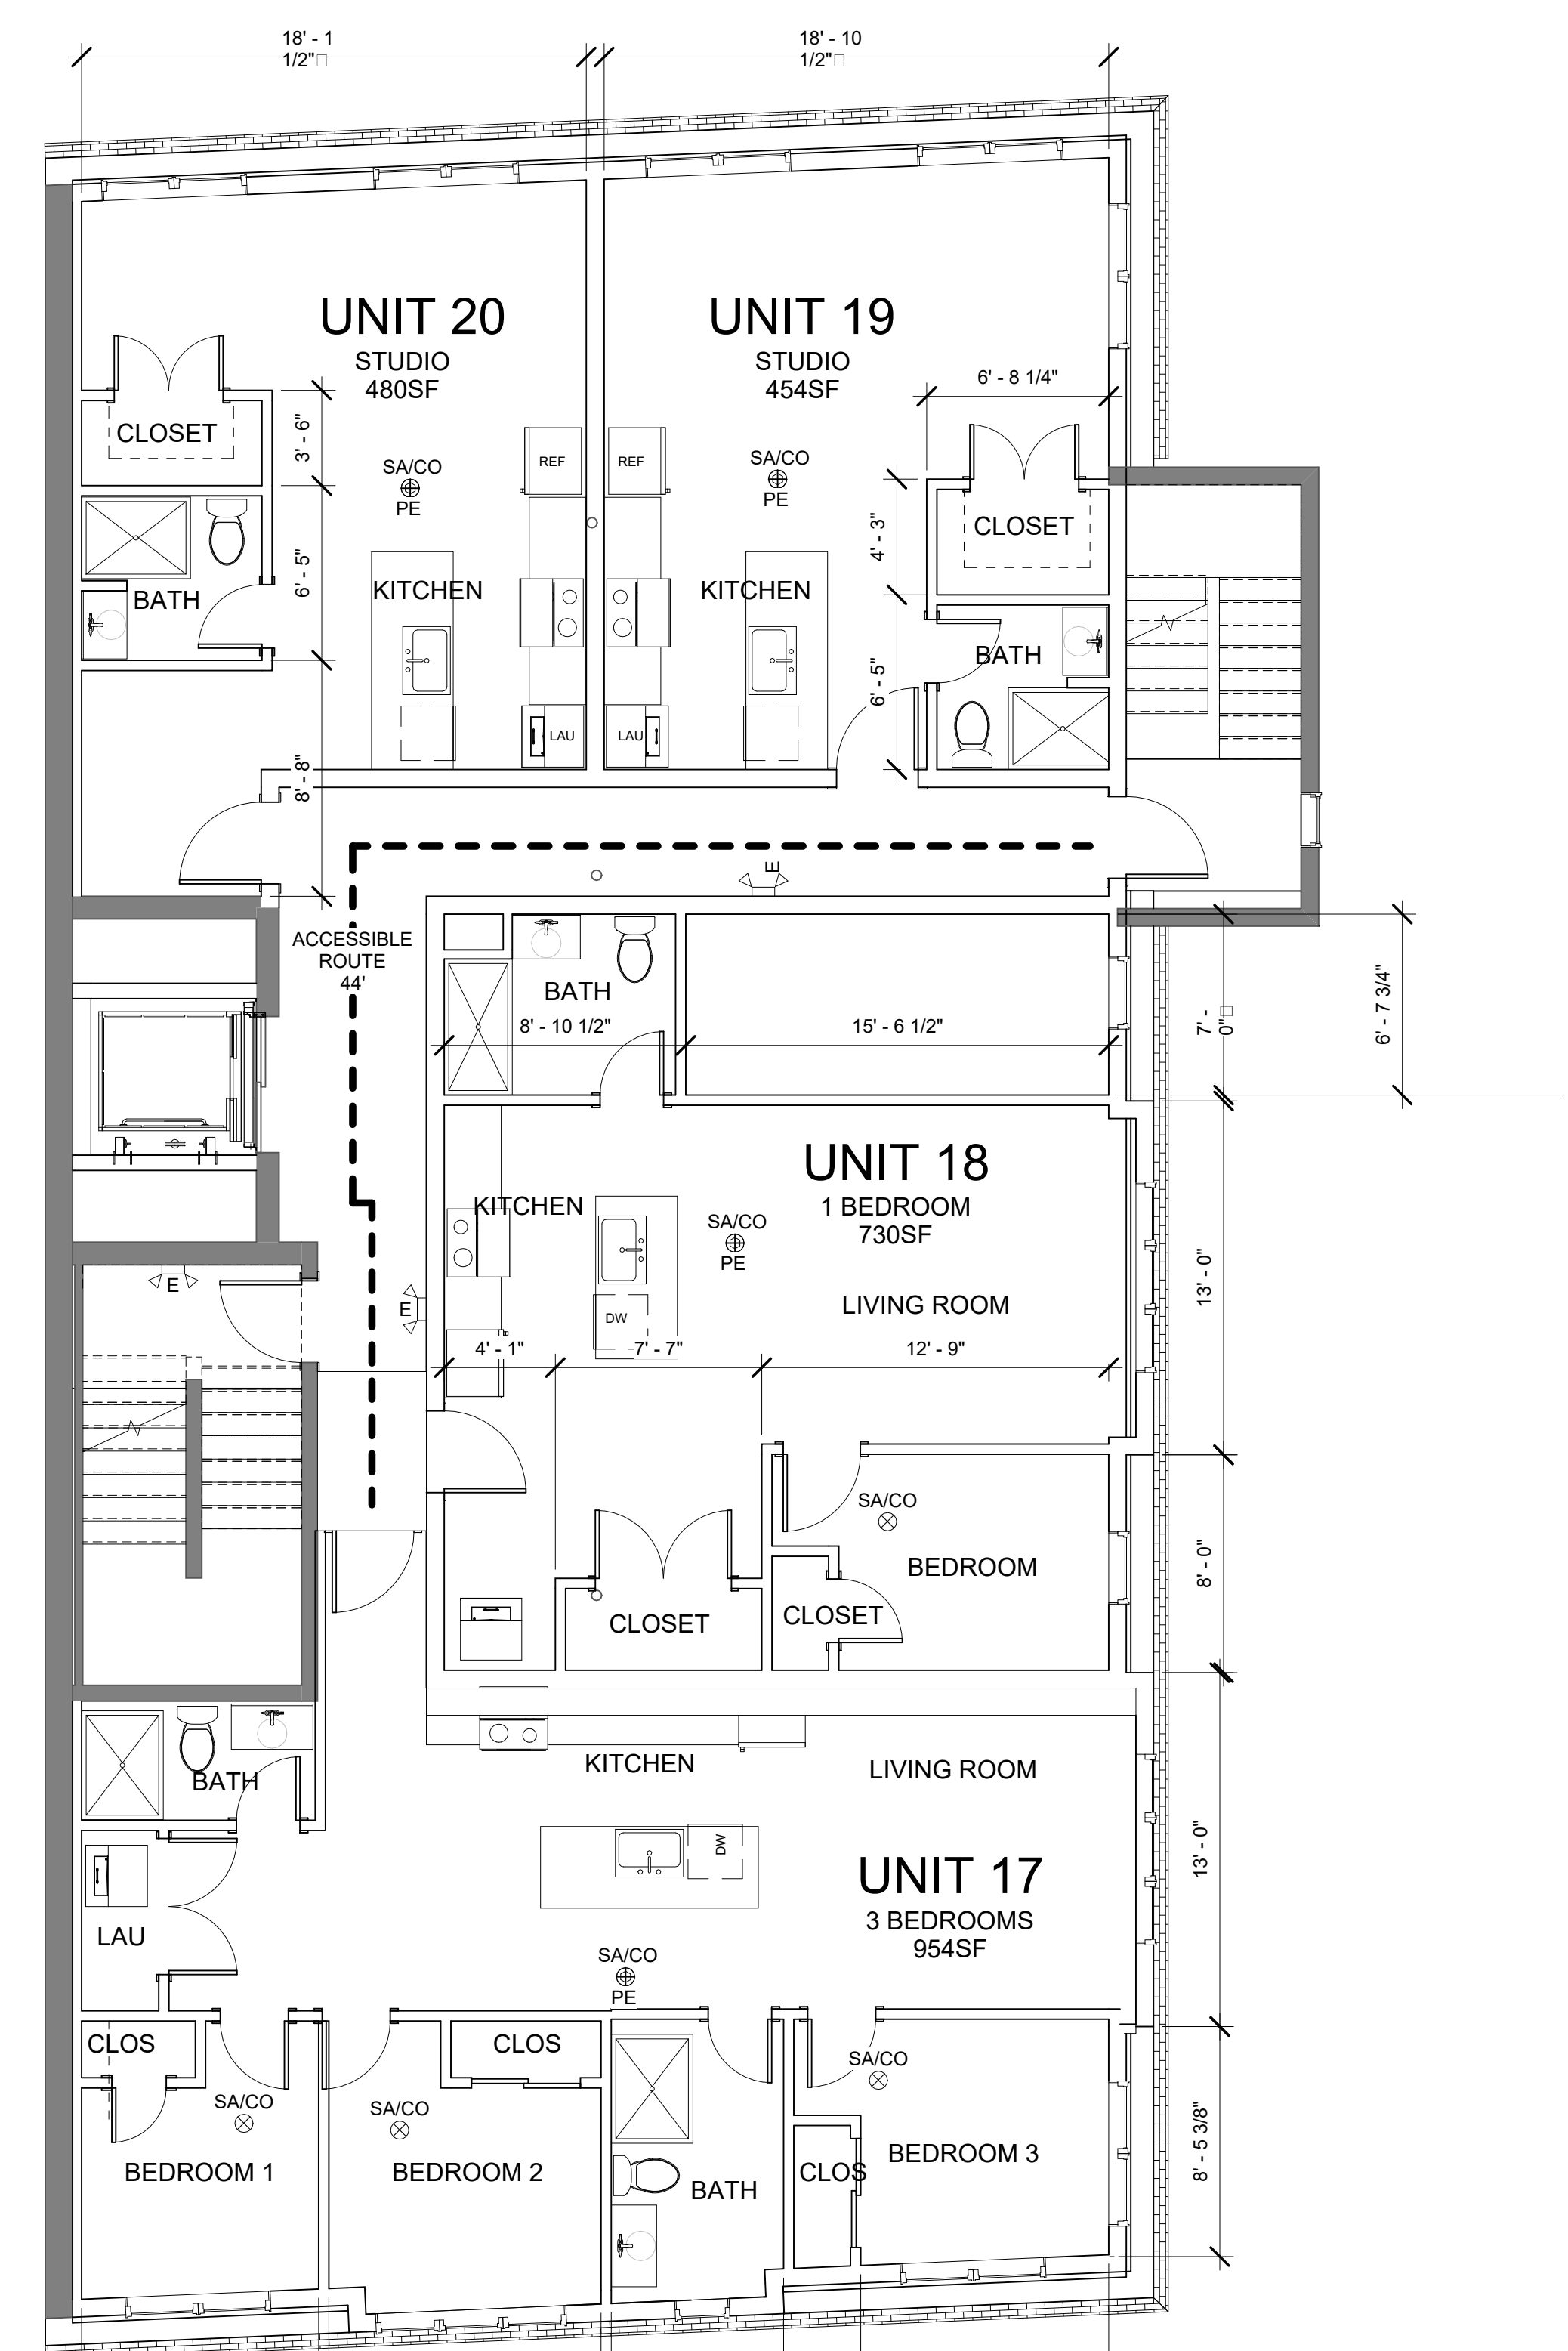 18' - 1
1/2"
18' - 10
1/2"
UNIT 20
STUDIO
480SF
UNIT 19
STUDIO
454SF
6' - 8 1/4"
CLOSET
3' - 6"
SA/CO
PE
REF
REF
SA/CO
PE
4' - 3"
CLOSET
BATH
6' - 5"
KITCHEN
KITCHEN
BATH
6' - 5"
LAU
LAU
8' - 8"
E
ACCESSIBLE
ROUTE
44'
BATH
8' - 10 1/2"
15' - 6 1/2"
7' -
0"
6' - 7 3/4"
UNIT 18
1 BEDROOM
730SF
KITCHEN
SA/CO
PE
E
E
DW
LIVING ROOM
13' - 0"
4' - 1"
7' - 7"
12' - 9"
SA/CO
BEDROOM
8' - 0"
CLOSET
CLOSET
KITCHEN
LIVING ROOM
BATH
DW
UNIT 17
3 BEDROOMS
954SF
13' - 0"
LAU
SA/CO
PE
CLOS
CLOS
SA/CO
SA/CO
SA/CO
BEDROOM 1
BEDROOM 2
BATH
CLOS
BEDROOM 3
8' - 5 3/8"